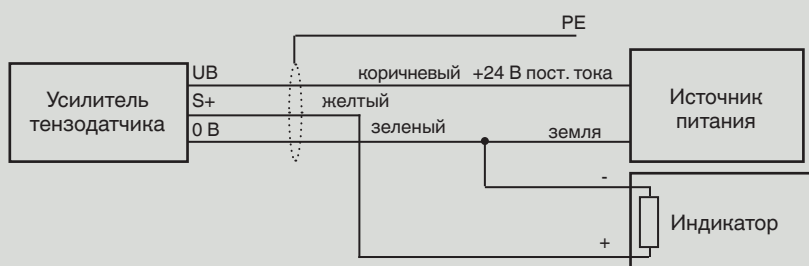 PE
UB
коричневый +24 В пост. тока
Усилитель
тензодатчика
S+
желтый
Источник
питания
0 В
зеленый
земля
-
Индикатор
+